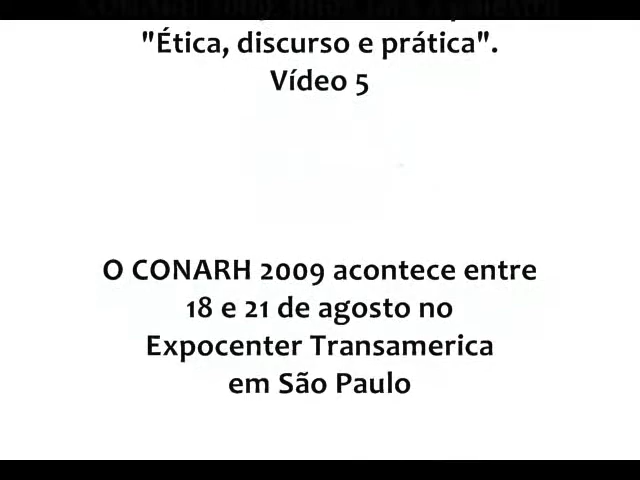 "Ética, discurso e prática".
Vídeo 5
O CONARH 2009 acontece entre
18 e 21 de agosto no
Expocenter Transamerica
em São Paulo